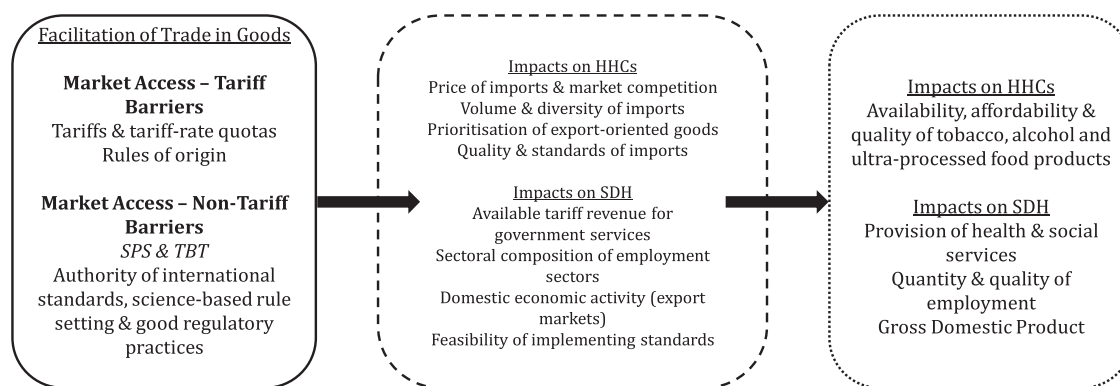 Facilitation of Trade in Goods
Market Access – Tariff
Barriers
Tariffs & tariff-rate quotas
Rules of origin
Market Access – Non-Tariff
Barriers
SPS & TBT
Authority of international
standards, science-based rule
setting & good regulatory
practices
Impacts on HHCs
Price of imports & market competition
Volume & diversity of imports
Prioritisation of export-oriented goods
Quality & standards of imports
Impacts on SDH
Available tariff revenue for
government services
Sectoral composition of employment
sectors
Domestic economic activity (export
markets)
Feasibility of implementing standards
Impacts on HHCs
Availability, affordability &
quality of tobacco, alcohol and
ultra-processed food products
Impacts on SDH
Provision of health & social
services
Quantity & quality of
employment
Gross Domestic Product